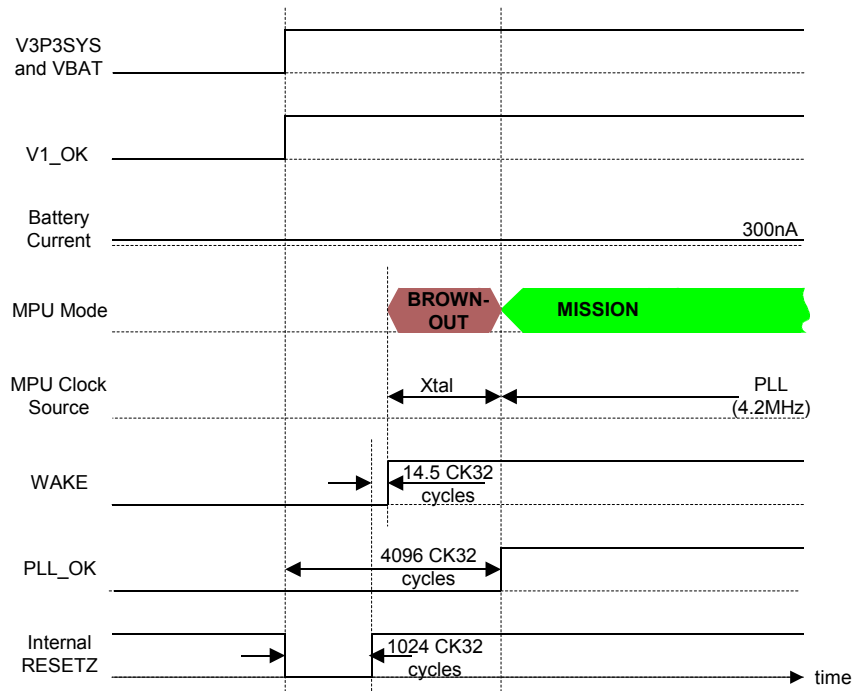 V3P3SYS
and VBAT
V1_OK
Battery
Current
300nA
MPU Mode
BROWN-
OUT
MISSION
MPU Clock
Source
Xtal
PLL
(4.2MHz)
WAKE
14.5 CK32
cycles
PLL_OK
4096 CK32
cycles
Internal
RESETZ
1024 CK32
cycles
time